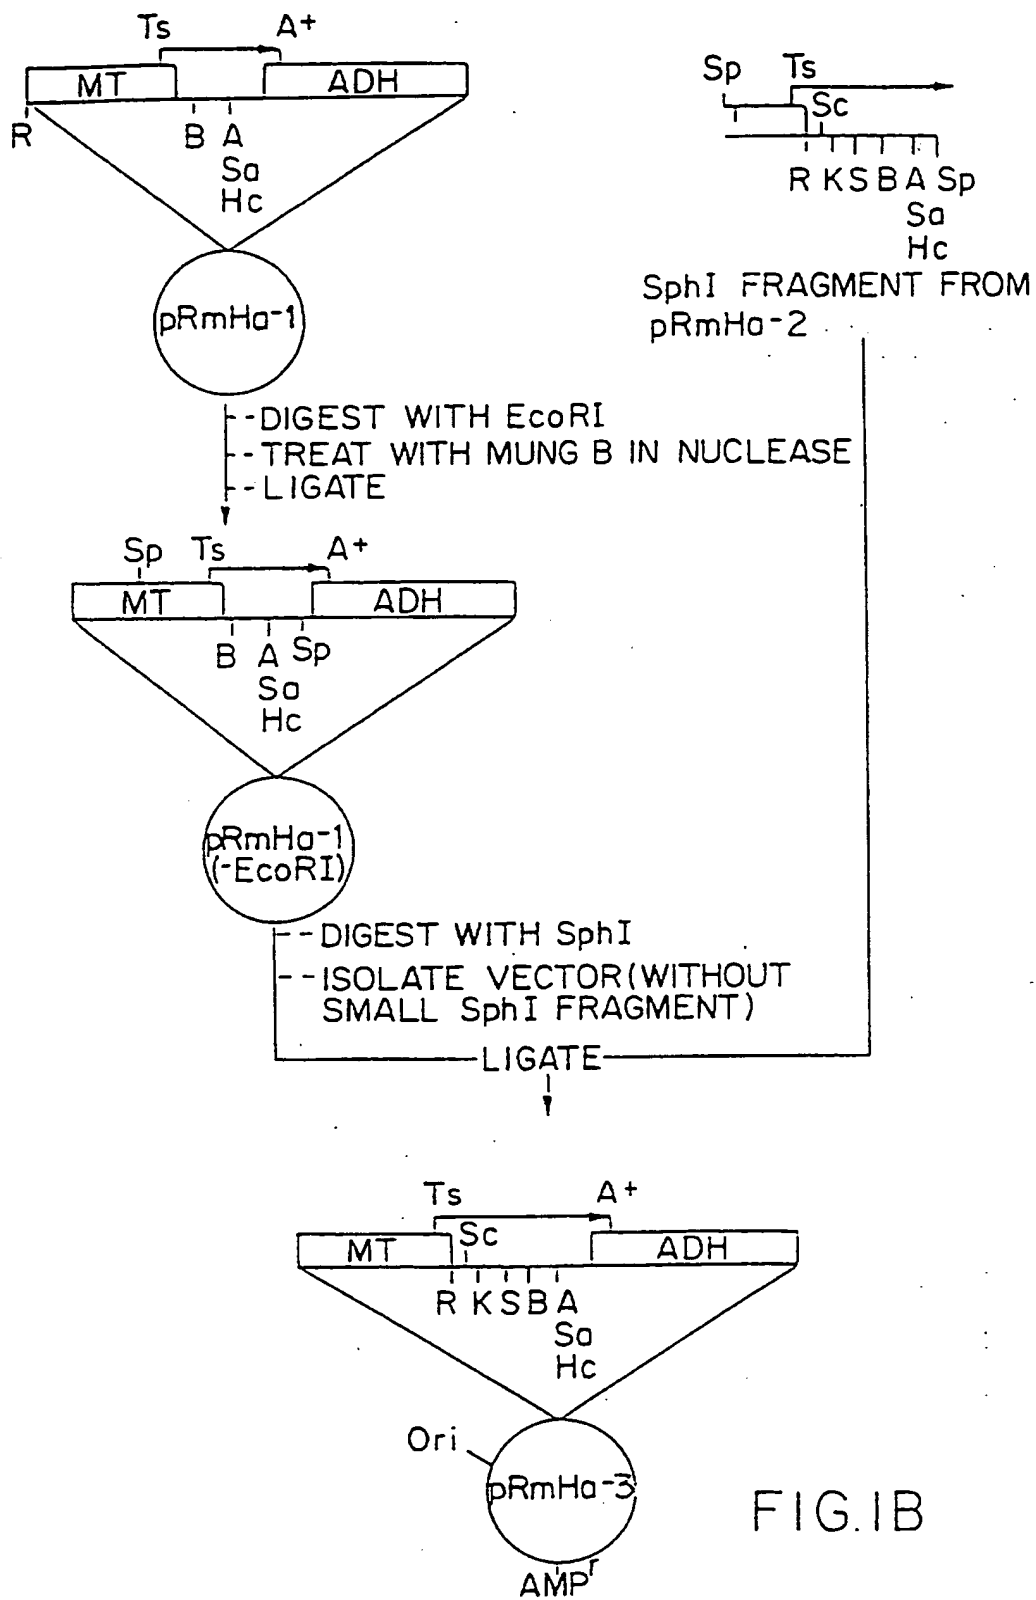 Ts A+
MT ADH
R B A
Sa
Hc
pRmHa-1
Sp Ts
Sc
R K S B A Sp
Sa
Hc
SphI FRAGMENT FROM
pRmHa-2
DIGEST WITH EcoRI
TREAT WITH MUNG B IN NUCLEASE
LIGATE
Sp Ts A+
MT ADH
B A Sp
Sa
Hc
pRmHa-1
(-EcoRI)
DIGEST WITH SphI
ISOLATE VECTOR(WITHOUT
SMALL SphI FRAGMENT)
LIGATE
Ts A+
Sc
MT ADH
R K S B A
Sa
Hc
Ori
pRmHa-3
AMPr
FIG.1B